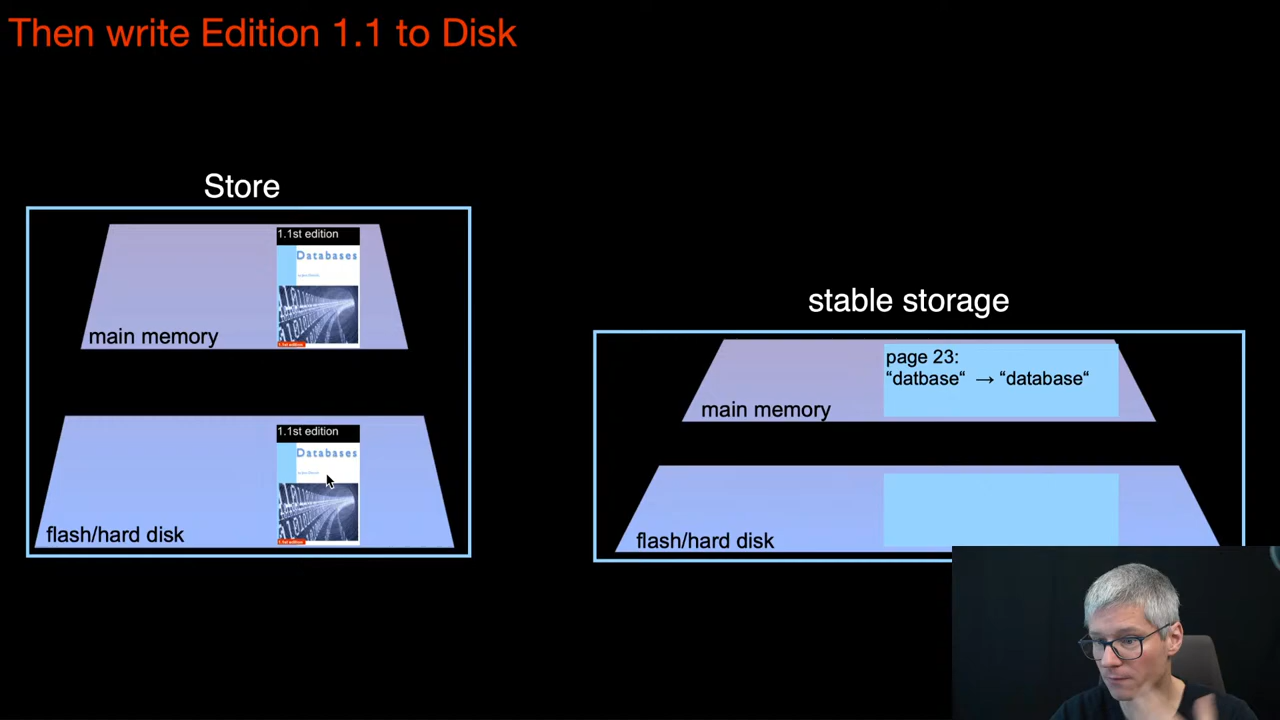 Then write Edition 1.1 to Disk
Store
1.1st edition
Databases
main memory
1.1st edition
Databases
flash/hard disk
stable storage
page 23:
“datbase“ → “database“
main memory
flash/hard disk